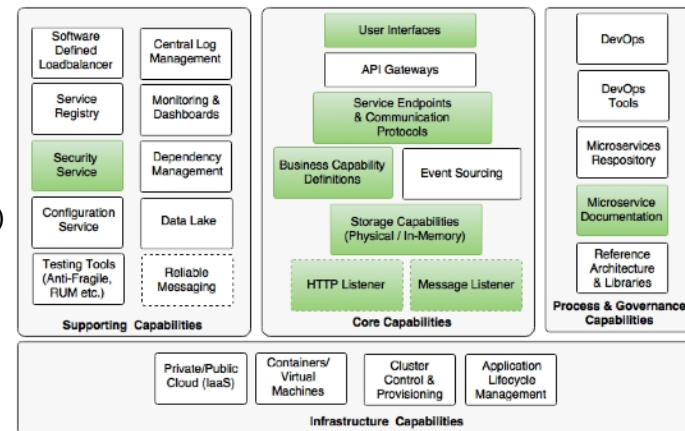 Software
Defined
Loadbalancer
Central Log
Management
Service
Registry
Monitoring &
Dashboards
Security
Service
Dependency
Management
Configuration
Service
Data Lake
Testing Tools
(Anti-Fragile,
RUM etc.)
Reliable
Messaging
Supporting Capabilities
User Interfaces
API Gateways
Service Endpoints
& Communication
Protocols
Business Capability
Definitions
Event Sourcing
Storage Capabilities
(Physical / In-Memory)
HTTP Listener
Message Listener
Core Capabilities
DevOps
DevOps
Tools
Microservices
Respository
Microservice
Documentation
Reference
Architecture
& Libraries
Process & Governance
Capabilities
)
Private/Public
Cloud (IaaS)
Containers/
Virtual
Machines
Cluster
Control &
Provisioning
Application
Lifecycle
Management
Infrastructure Capabilities